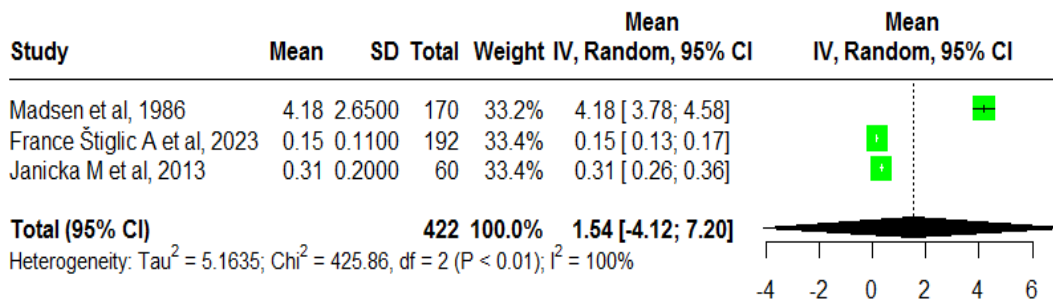 Mean Mean
Study Mean SD Total Weight IV, Random, 95% CI IV, Random, 95% CI
Madsen et al, 1986 4.18 2.6500 170 33.2% 4.18 [ 3.78; 4.58]
France Štiglic A et al, 2023 0.15 0.1100 192 33.4% 0.15 [ 0.13; 0.17]
Janicka M et al, 2013 0.31 0.2000 60 33.4% 0.31 [ 0.26; 0.36]
Total (95% CI) 422 100.0% 1.54 [-4.12; 7.20]
Heterogeneity: Tau² = 5.1635; Chi² = 425.86, df = 2 (P < 0.01); I² = 100%
-4 -2 0 2 4 6